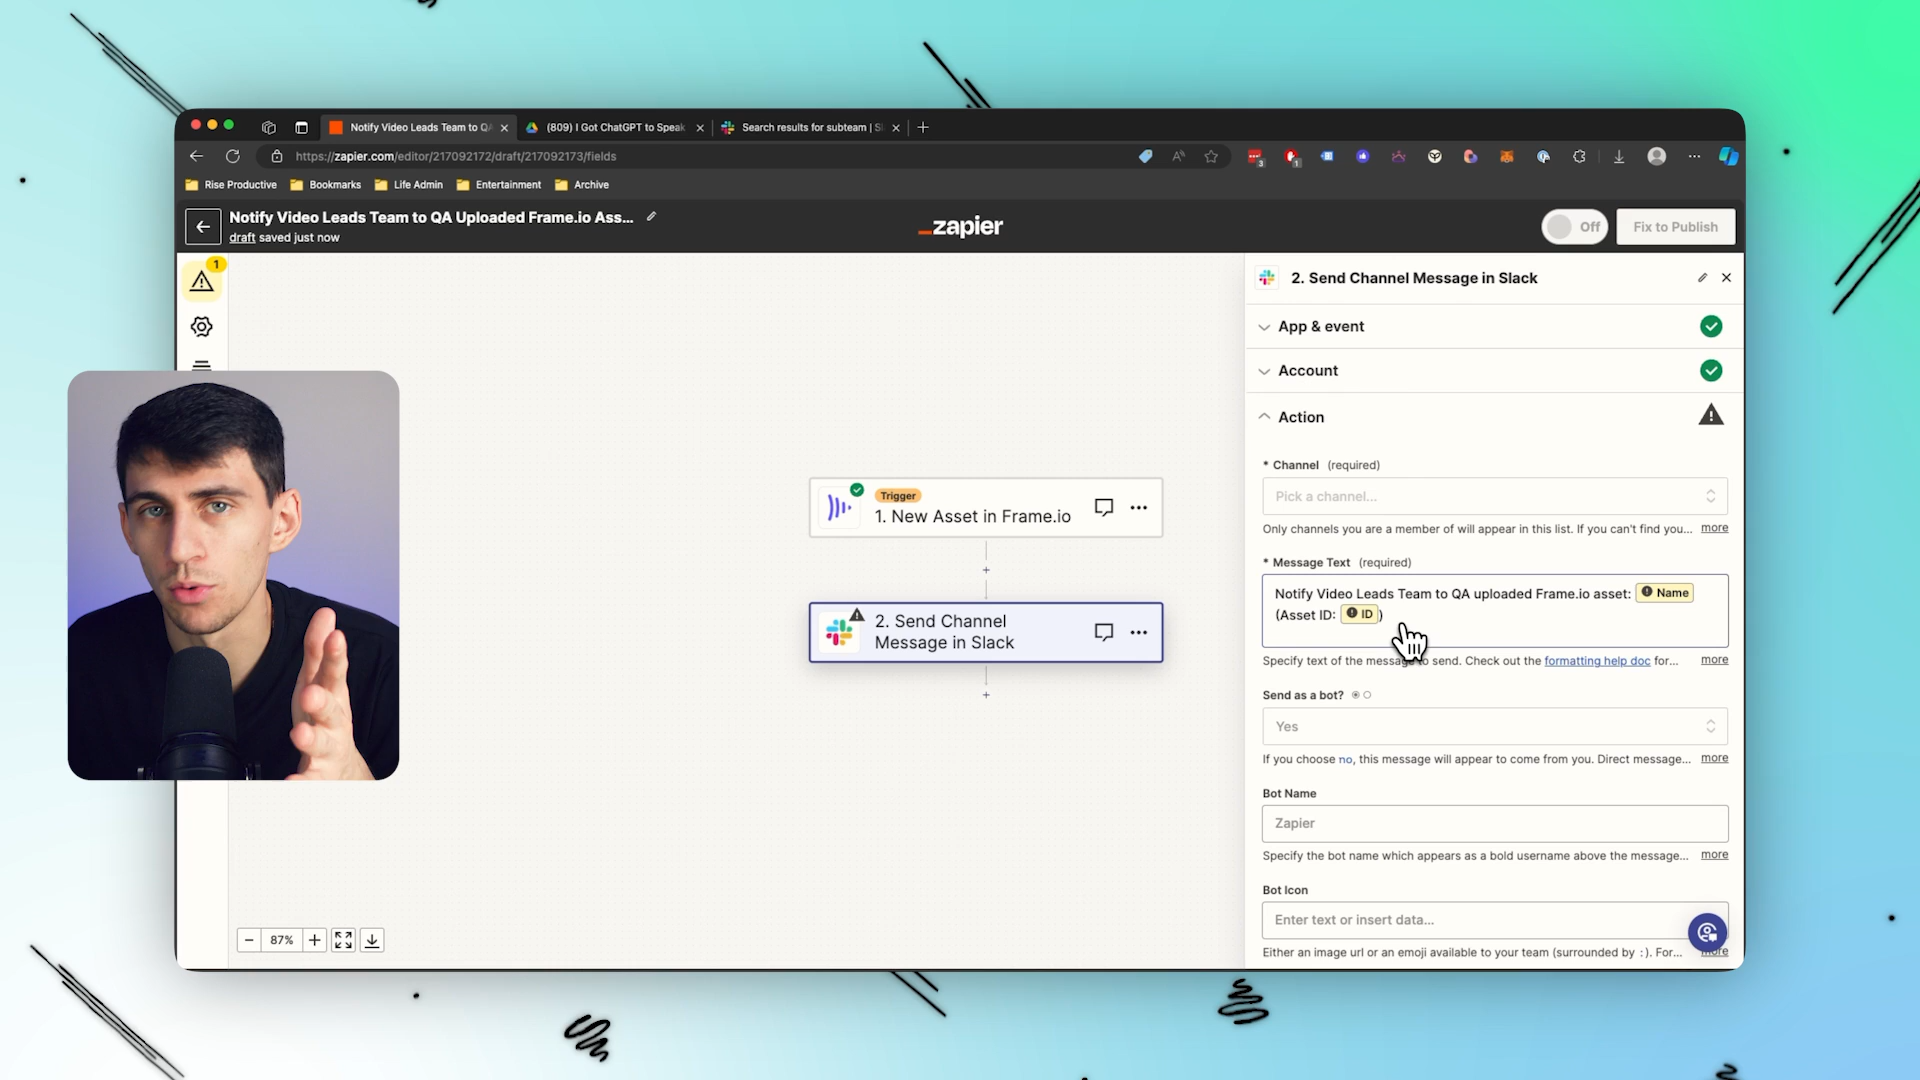 Notify Video Leads Team to QA
(809) I Got ChatGPT to Speak
Search results for subteam | S
https://zapier.com/editor/217092172/draft/217092173/fields
3
1
Rise Productive
Bookmarks
Life Admin
Entertainment
Archive
Notify Video Leads Team to QA Uploaded Frame.io Ass...
draft saved just now
_zapier
Off
Fix to Publish
1
Trigger
1. New Asset in Frame.io
2. Send Channel
Message in Slack
87%
2. Send Channel Message in Slack
App & event
Account
Action
* Channel (required)
Pick a channel...
Only channels you are a member of will appear in this list. If you can't find you... more
* Message Text (required)
Notify Video Leads Team to QA uploaded Frame.io asset: Name
(Asset ID: ID)
Specify text of the message to send. Check out the formatting help doc for... more
Send as a bot?
Yes
If you choose no, this message will appear to come from you. Direct message... more
Bot Name
Zapier
Specify the bot name which appears as a bold username above the message... more
Bot Icon
Enter text or insert data...
Either an image url or an emoji available to your team (surrounded by :). For... more